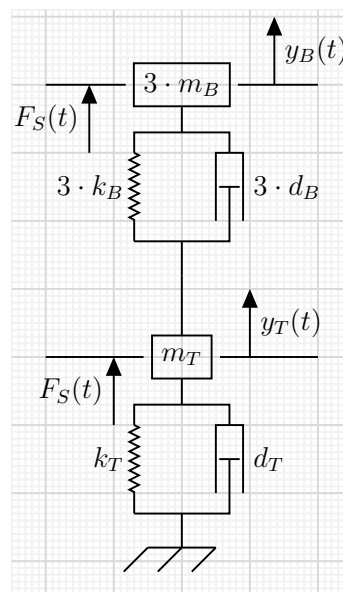 3 · m_B
y_B(t)
F_S(t)
3 · k_B
3 · d_B
y_T(t)
m_T
F_S(t)
k_T
d_T